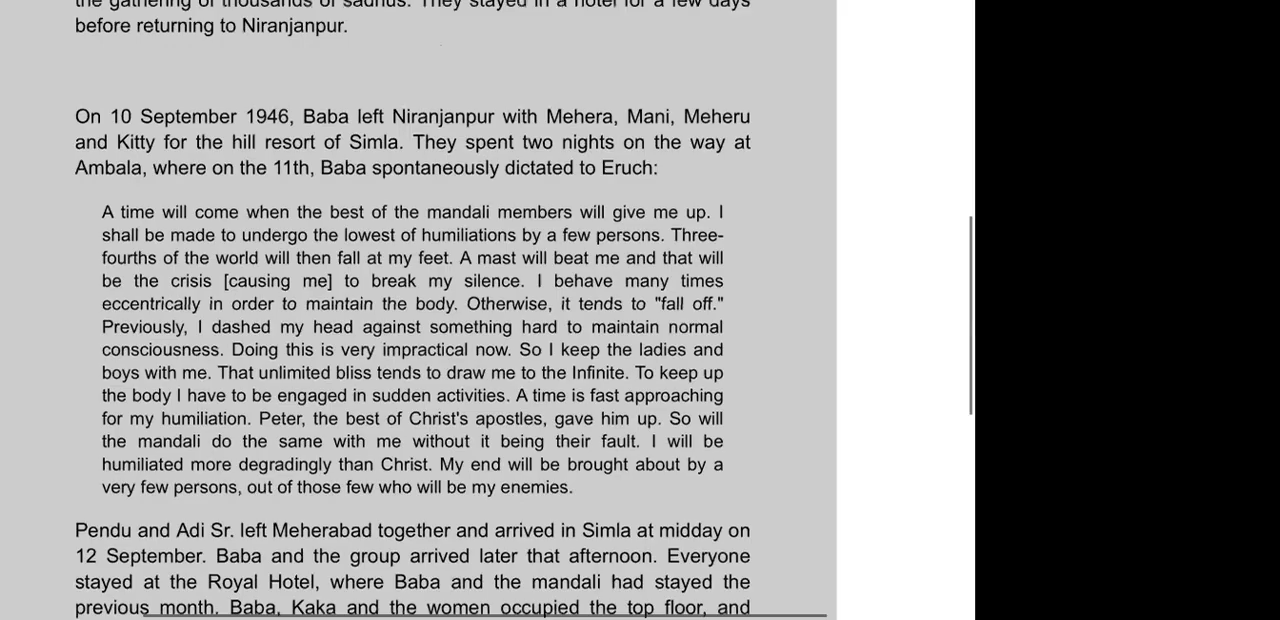 the gathering of thousands of sadhus. They stayed in a hotel for a few days
before returning to Niranjanpur.
On 10 September 1946, Baba left Niranjanpur with Mehera, Mani, Meheru
and Kitty for the hill resort of Simla. They spent two nights on the way at
Ambala, where on the 11th, Baba spontaneously dictated to Eruch:
A time will come when the best of the mandali members will give me up. I
shall be made to undergo the lowest of humiliations by a few persons. Three-
fourths of the world will then fall at my feet. A mast will beat me and that will
be the crisis [causing me] to break my silence. I behave many times
eccentrically in order to maintain the body. Otherwise, it tends to "fall off."
Previously, I dashed my head against something hard to maintain normal
consciousness. Doing this is very impractical now. So I keep the ladies and
boys with me. That unlimited bliss tends to draw me to the Infinite. To keep up
the body I have to be engaged in sudden activities. A time is fast approaching
for my humiliation. Peter, the best of Christ's apostles, gave him up. So will
the mandali do the same with me without it being their fault. I will be
humiliated more degradingly than Christ. My end will be brought about by a
very few persons, out of those few who will be my enemies.
Pendu and Adi Sr. left Meherabad together and arrived in Simla at midday on
12 September. Baba and the group arrived later that afternoon. Everyone
stayed at the Royal Hotel, where Baba and the mandali had stayed the
previous month. Baba, Kaka and the women occupied the top floor, and